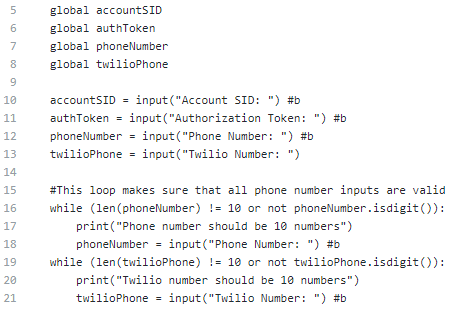 5 global accountSID
6 global authToken
7 global phoneNumber
8 global twilioPhone
9
10 accountSID = input("Account SID: ") #b
11 authToken = input("Authorization Token: ") #b
12 phoneNumber = input("Phone Number: ") #b
13 twilioPhone = input("Twilio Number: ")
14
15 #This loop makes sure that all phone number inputs are valid
16 while (len(phoneNumber) != 10 or not phoneNumber.isdigit()):
17 print("Phone number should be 10 numbers")
18 phoneNumber = input("Phone Number: ") #b
19 while (len(twilioPhone) != 10 or not twilioPhone.isdigit()):
20 print("Twilio number should be 10 numbers")
21 twilioPhone = input("Twilio Number: ") #b